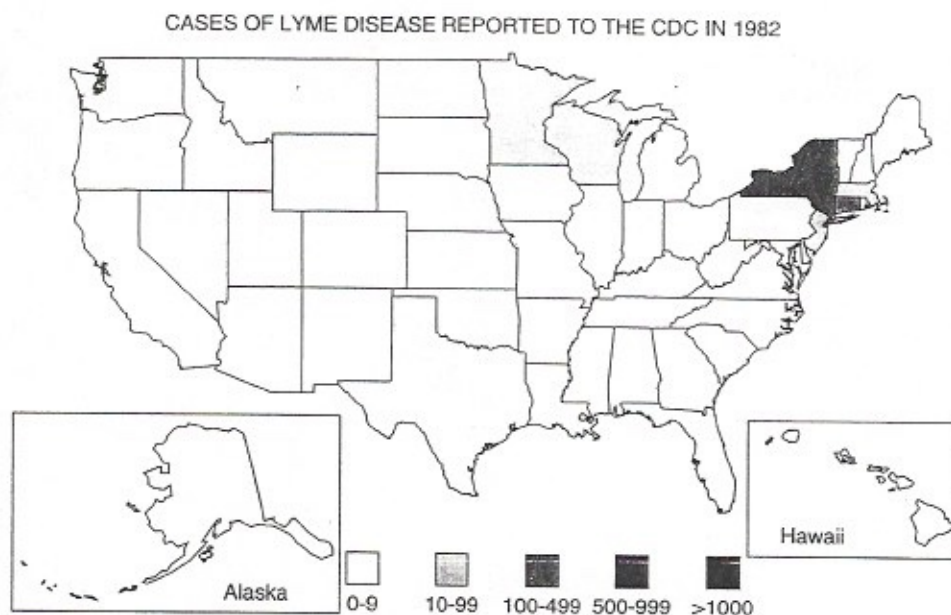 CASES OF LYME DISEASE REPORTED TO THE CDC IN 1982
Alaska
Hawaii
0-9
10-99
100-499
500-999
>1000